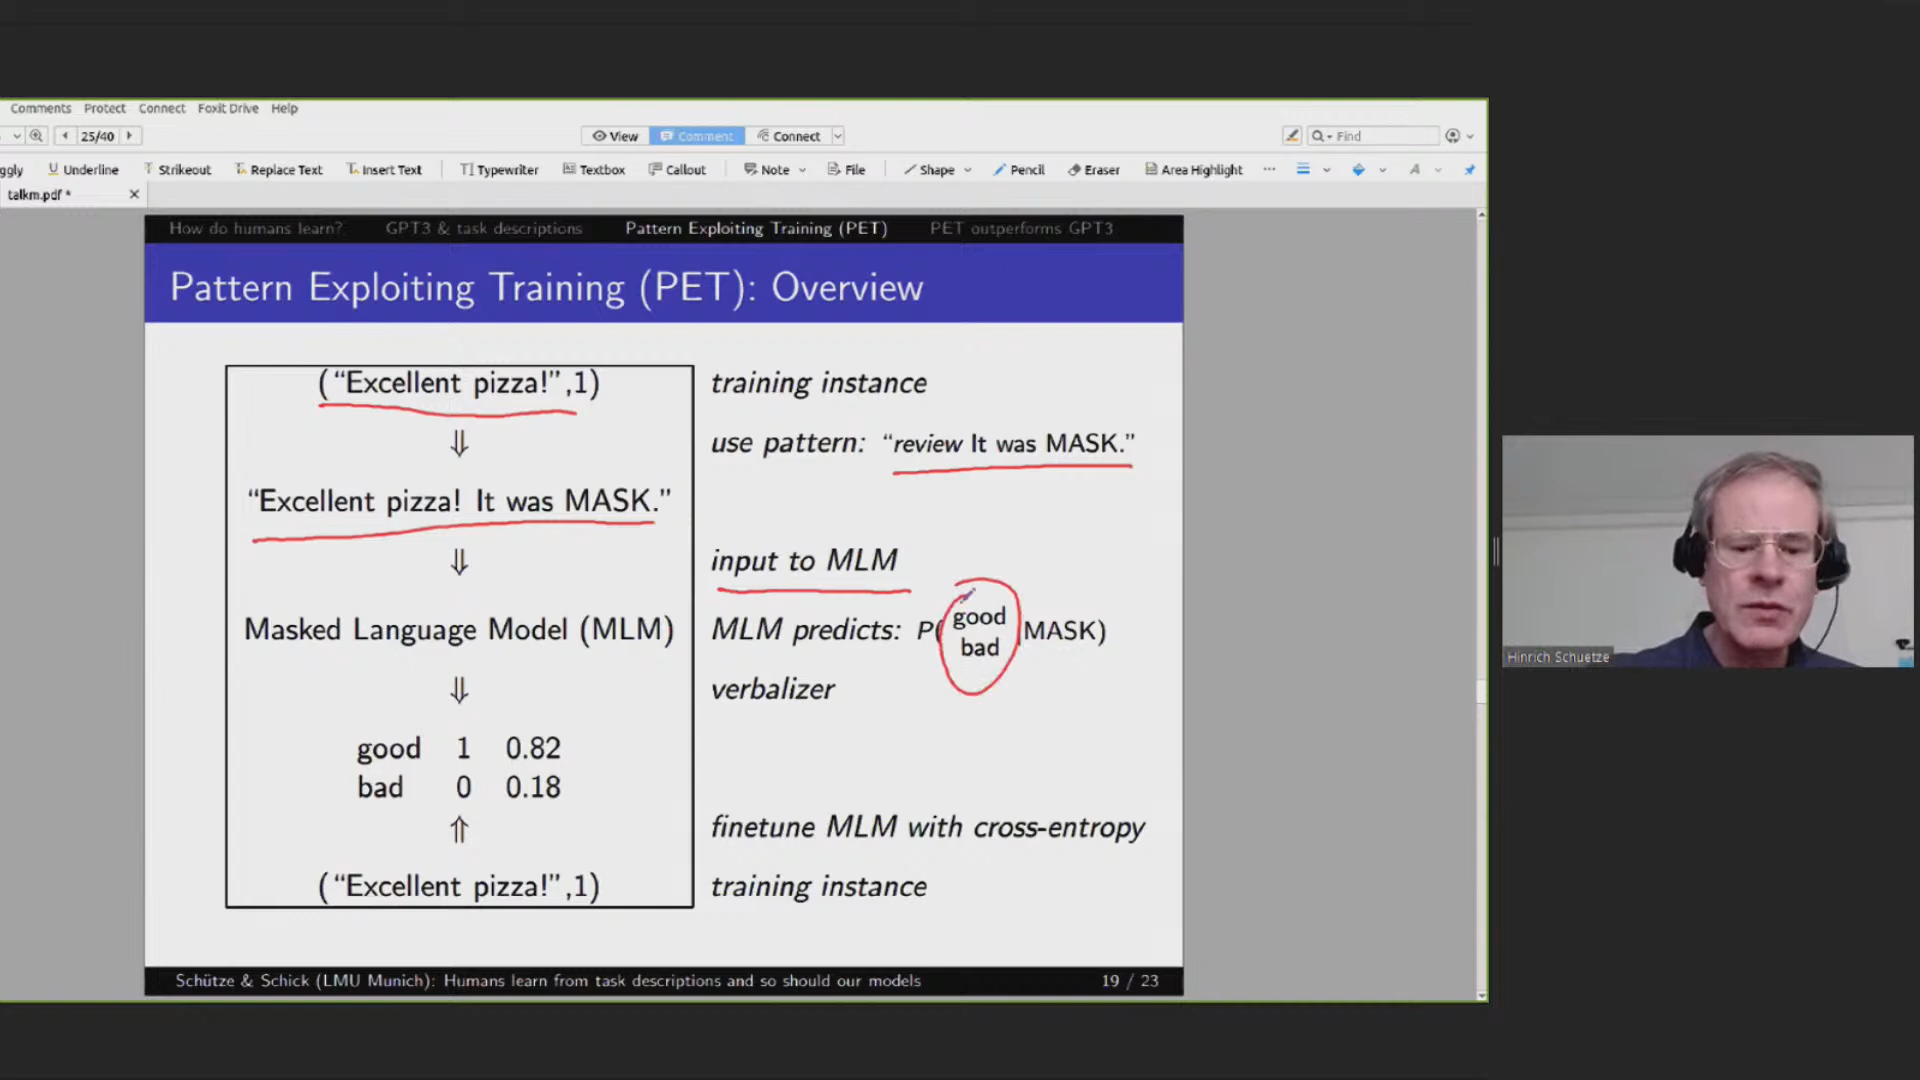 Comments Protect Connect Foxit Drive Help
25/40 View Comment Connect Find
ggly Underline Strikeout Replace Text Insert Text Typewriter Textbox Callout Note File Shape Pencil Eraser Area Highlight ... A
talkm.pdf *
How do humans learn? GPT3 & task descriptions Pattern Exploiting Training (PET) PET outperforms GPT3
Pattern Exploiting Training (PET): Overview
(“Excellent pizza!”,1) training instance
⇓ use pattern: “review It was MASK.”
“Excellent pizza! It was MASK.”
⇓ input to MLM
Masked Language Model (MLM) MLM predicts: P(good bad|MASK)
⇓ verbalizer
good 1 0.82
bad 0 0.18
⇑ finetune MLM with cross-entropy
(“Excellent pizza!”,1) training instance
Schütze & Schick (LMU Munich): Humans learn from task descriptions and so should our models 19 / 23
Hinrich Schuetze